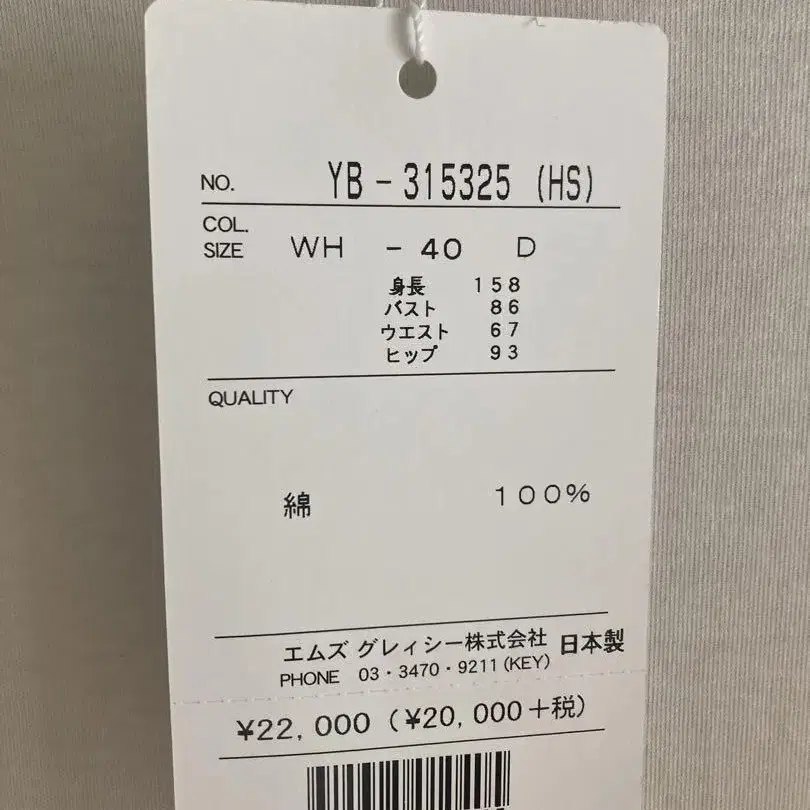 NO. YB-315325 (HS)
COL.
SIZE WH -40 D
身長 158
バスト 86
ウエスト 67
ヒップ 93
QUALITY
綿 100%
エムズ グレィシー株式会社 日本製
PHONE 03・3470・9211(KEY)
¥22,000(¥20,000+税)